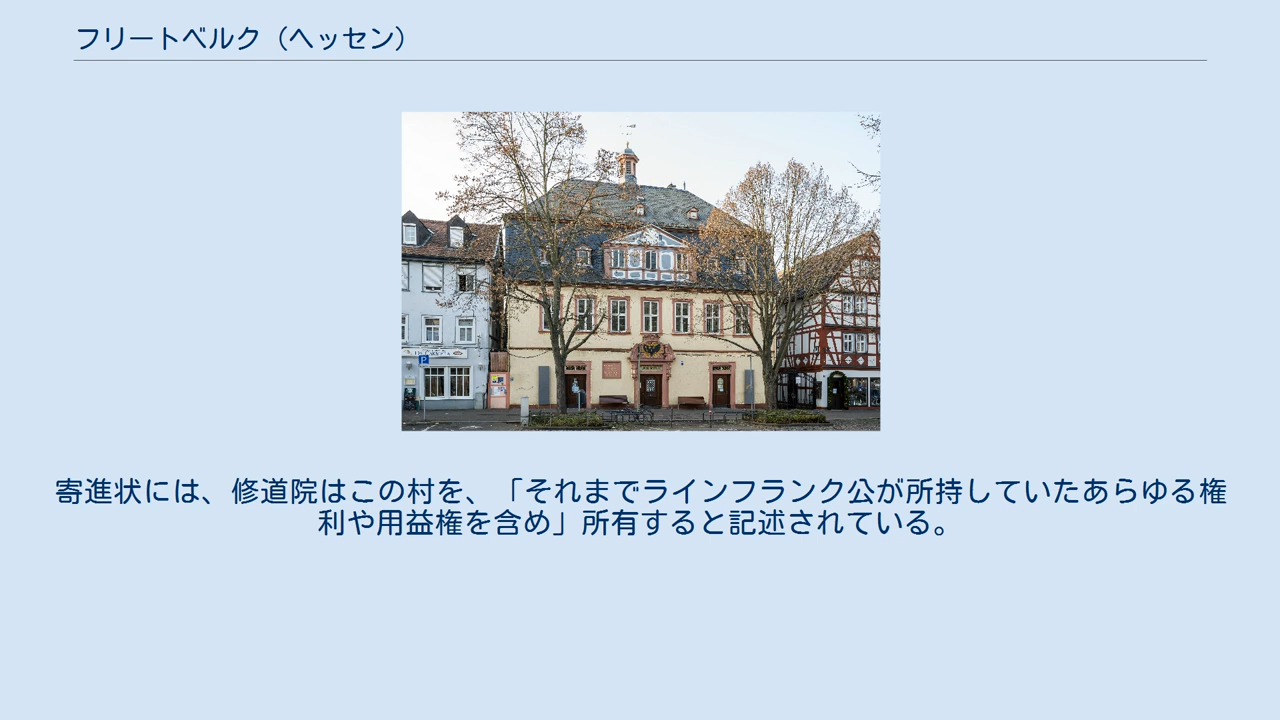 フリートベルク（ヘッセン）
P
寄進状には、修道院はこの村を、「それまでラインフランク公が所持していたあらゆる権
利や用益権を含め」所有すると記述されている。